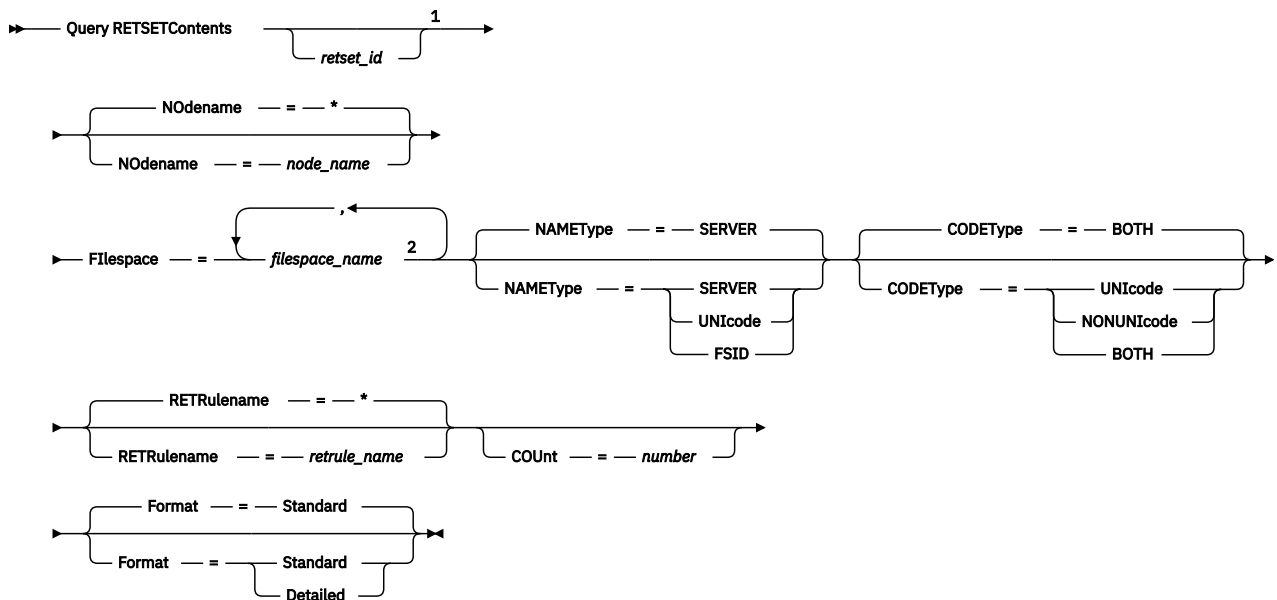 Query RETSETContents retset_id 1
NOdename = *
NOdename = node_name
,
FIlespace = filespace_name 2
NAMEType = SERVER
NAMEType = SERVER
UNIcode
FSID
CODEType = BOTH
CODEType = UNIcode
NONUNIcode
BOTH
RETRulename = *
RETRulename = retrule_name
COUnt = number
Format = Standard
Format = Standard
Detailed